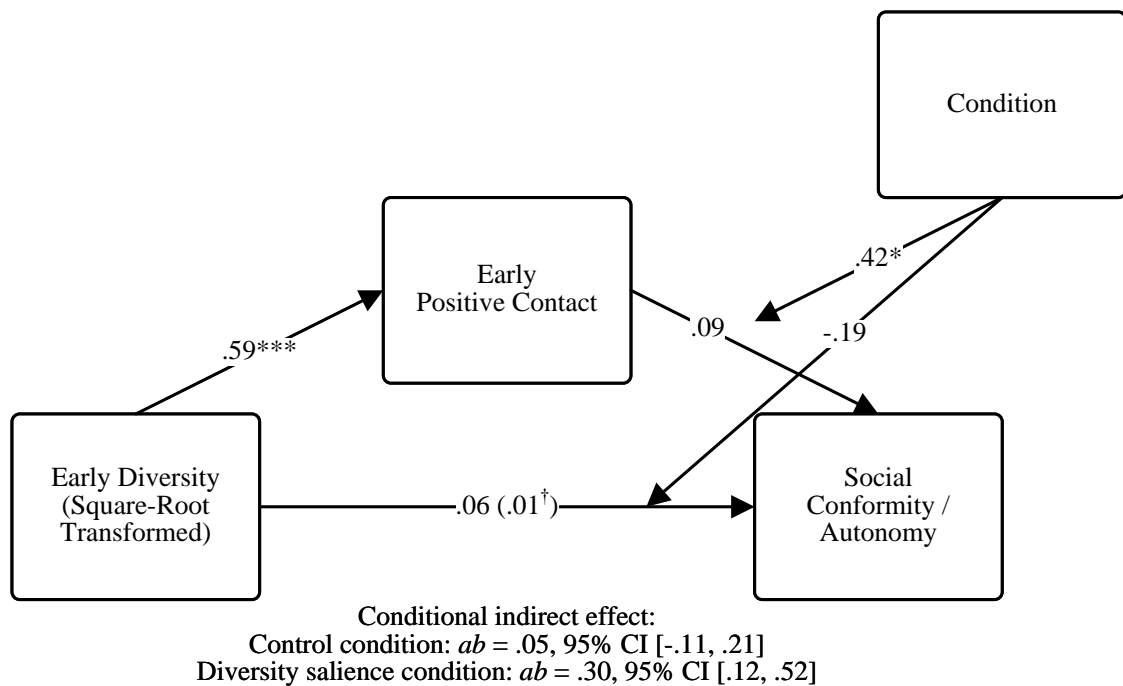 Condition
Early
Positive Contact
.42*
.09
-.19
.59***
Early Diversity
(Square-Root
Transformed)
.06 (.01†)
Social
Conformity /
Autonomy
Conditional indirect effect:
Control condition: ab = .05, 95% CI [-.11, .21]
Diversity salience condition: ab = .30, 95% CI [.12, .52]